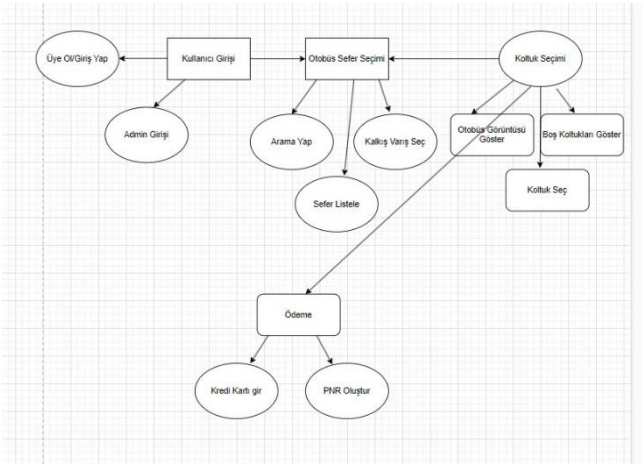 Üye Ol/Giriş Yap
Kullanıcı Girişi
Otobüs Sefer Seçimi
Koltuk Seçimi
Admin Girişi
Arama Yap
Kalkış Varış Seç
Otobüs Görüntüsü
Göster
Boş Koltukları Göster
Sefer Listele
Koltuk Seç
Ödeme
Kredi Kartı gir
PNR Oluştur